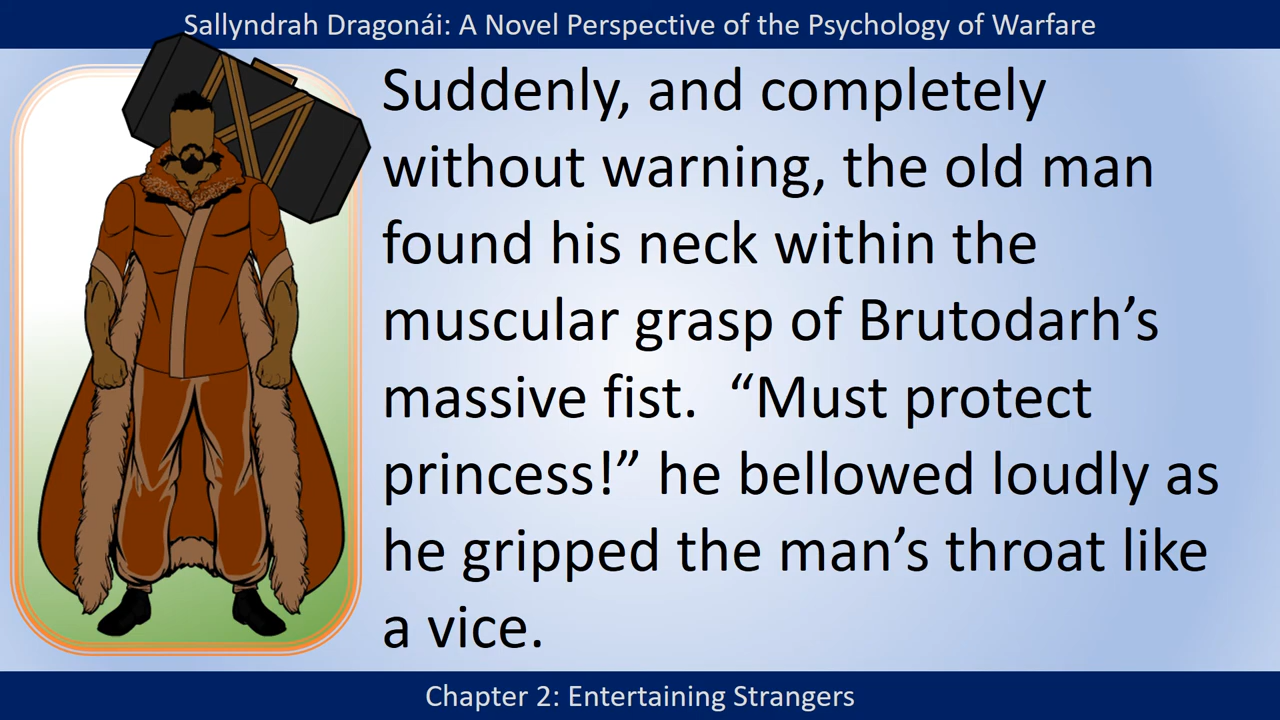 Sallyndrah Dragonái: A Novel Perspective of the Psychology of Warfare
Suddenly, and completely
without warning, the old man
found his neck within the
muscular grasp of Brutodarh’s
massive fist.  “Must protect
princess!” he bellowed loudly as
he gripped the man’s throat like
a vice.
Chapter 2: Entertaining Strangers